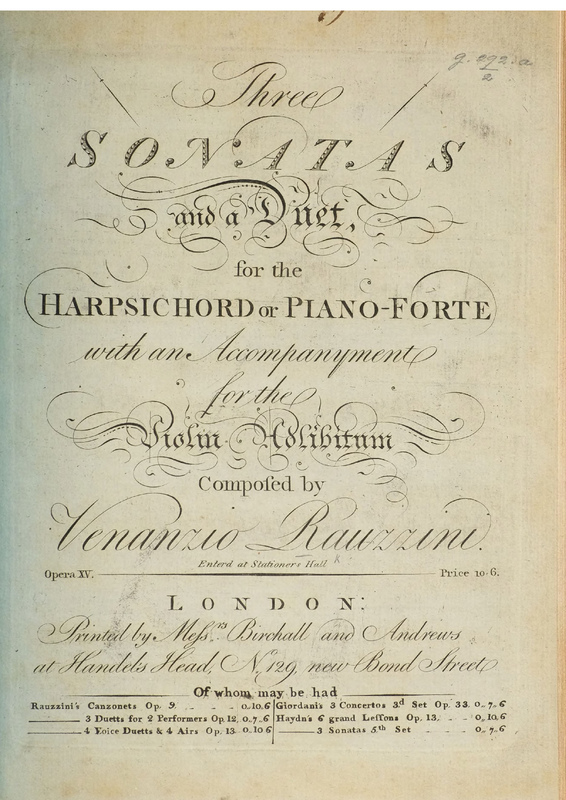 g. 292. a
2
Three
SONATAS
and a Duet,
for the
HARPSICHORD or PIANO-FORTE
with an Accompanyment
for the
Violin Adlibitum
Compoſed by
Venanzio Rauzzini.
Enterd at Stationers Hall
Opera XV. Price 10.6.
LONDON:
Printed by Meſsrs Birchall and Andrews
at Handels Head, No 129, new Bond Street
Of whom may be had
Rauzzini's Canzonets Op. 9. 0..10.6
3 Duetts for 2 Performers Op. 12. 0..7..6
4 Voice Duetts & 4 Airs Op. 13 0..10 6
Giordani's 3 Concertos 3d Set Op. 33. 0..7..6
Haydn's 6 grand Leſſons Op. 13. 0..10.6
3 Sonatas 5th Set 0..7..6